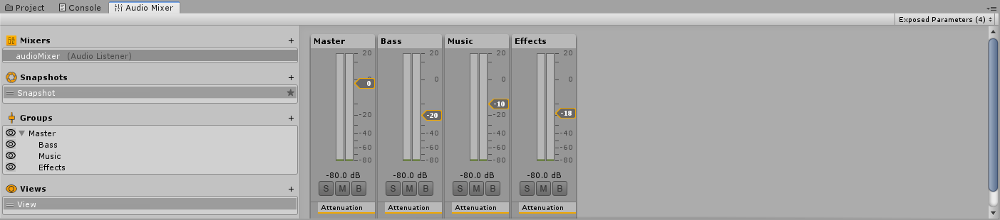 Project Console Audio Mixer
Exposed Parameters (4)
Mixers
audioMixer (Audio Listener)
Snapshots
Snapshot
Groups
Master
Bass
Music
Effects
Views
View
Master
20
0
-20
-40
-60
-80
-80.0 dB
S M B
Attenuation
Bass
20
0
-20
-20
-40
-60
-80
-80.0 dB
S M B
Attenuation
Music
20
0
-10
-20
-40
-60
-80
-80.0 dB
S M B
Attenuation
Effects
20
0
-18
-20
-40
-60
-80
-80.0 dB
S M B
Attenuation